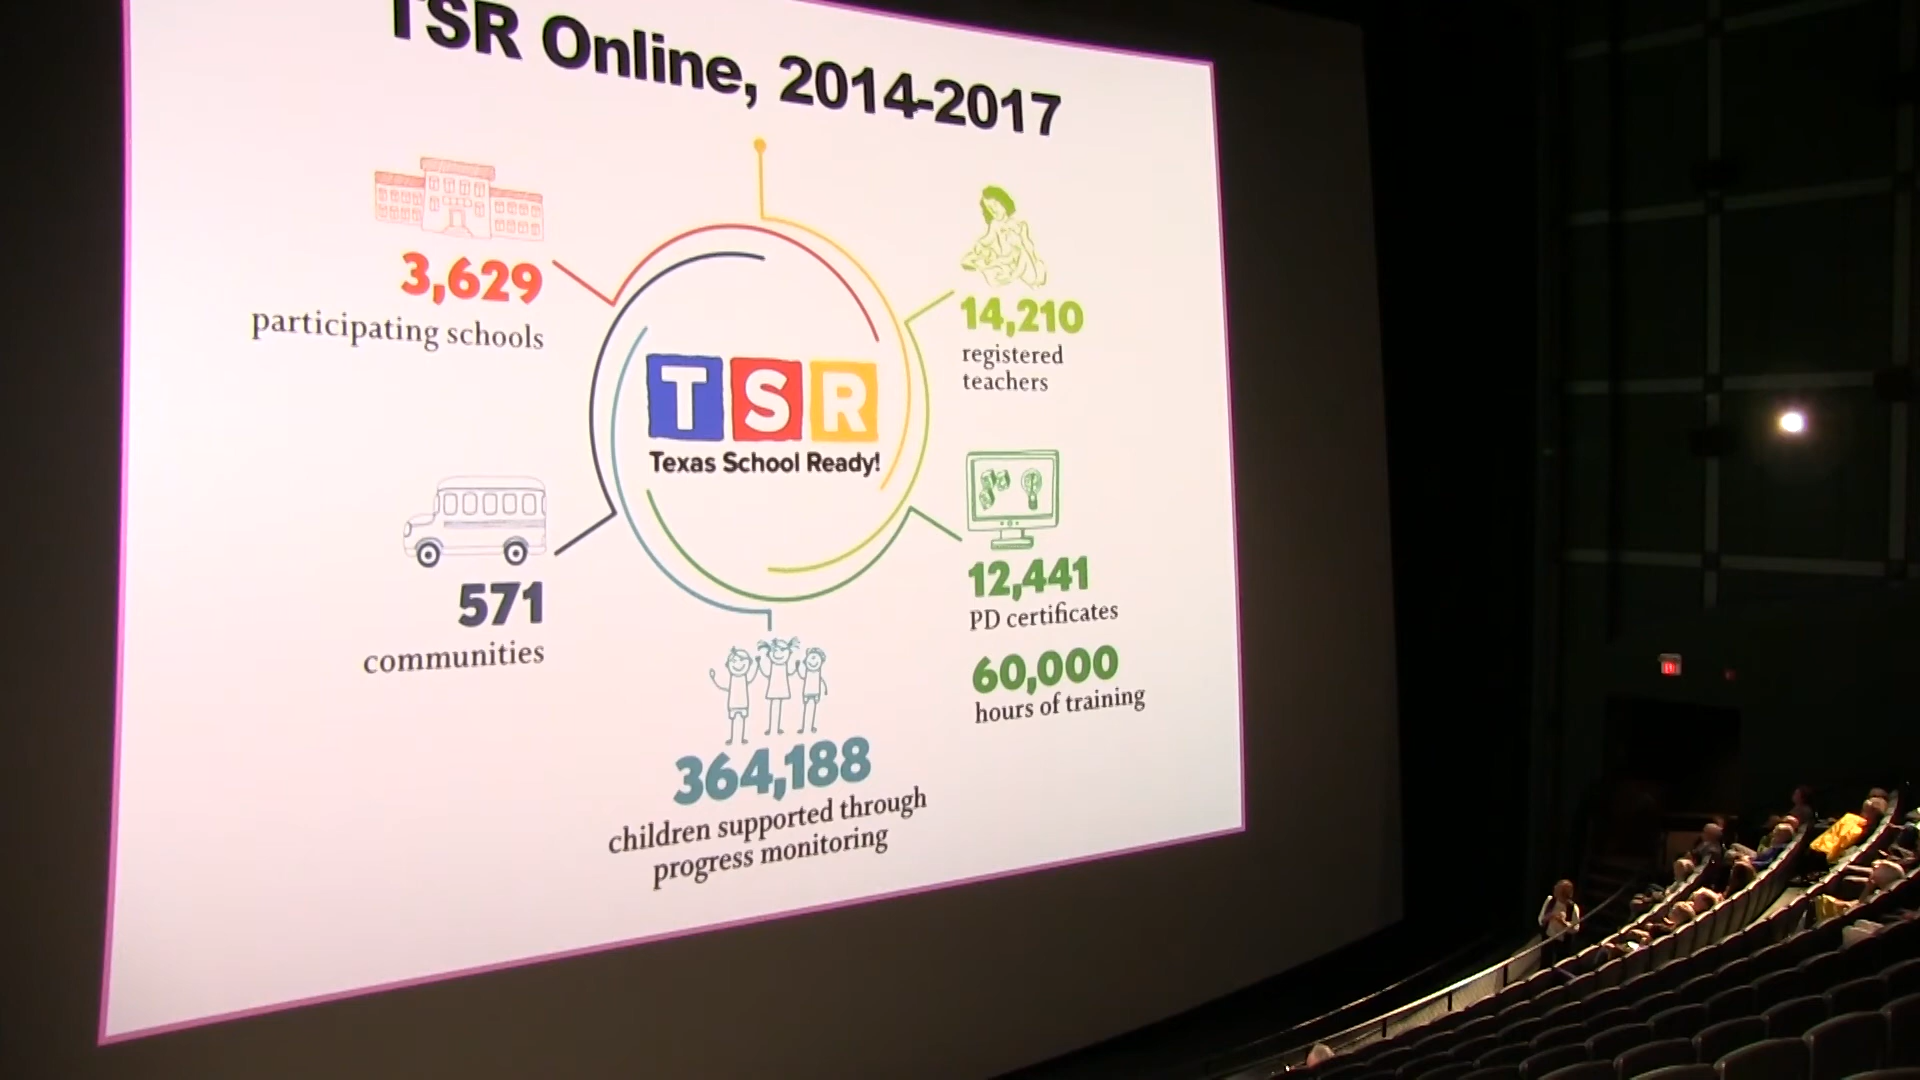 TSR Online, 2014-2017
3,629
participating schools
14,210
registered
teachers
TSR
Texas School Ready!
571
communities
12,441
PD certificates
60,000
hours of training
364,188
children supported through
progress monitoring